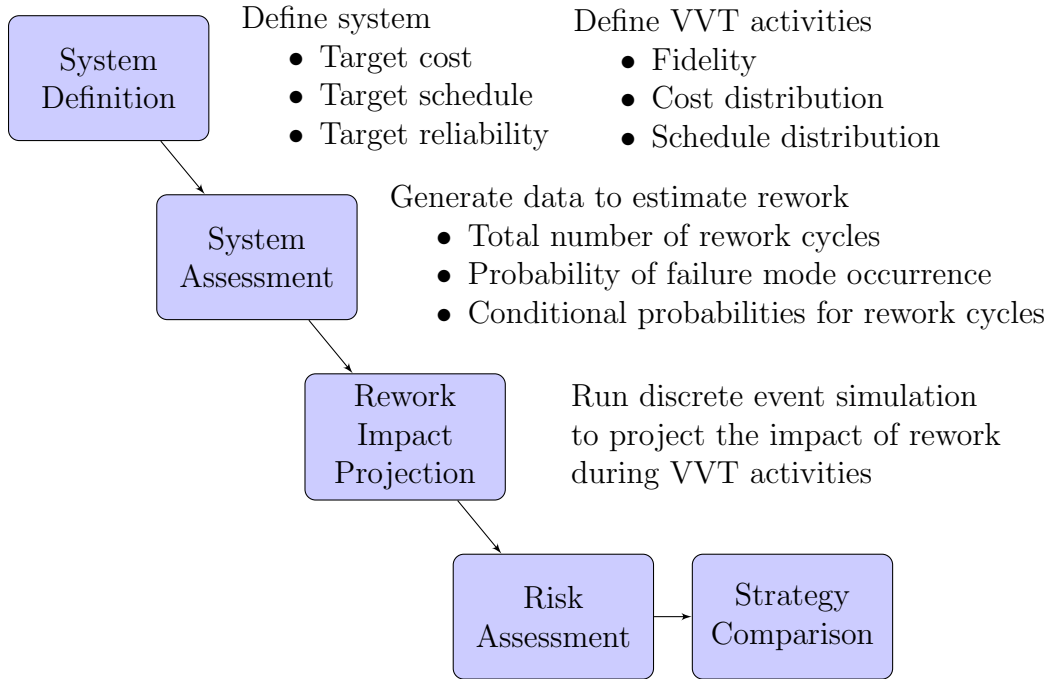 System
Definition
Define system
• Target cost
• Target schedule
• Target reliability
Define VVT activities
• Fidelity
• Cost distribution
• Schedule distribution
System
Assessment
Generate data to estimate rework
• Total number of rework cycles
• Probability of failure mode occurrence
• Conditional probabilities for rework cycles
Rework
Impact
Projection
Run discrete event simulation
to project the impact of rework
during VVT activities
Risk
Assessment
Strategy
Comparison